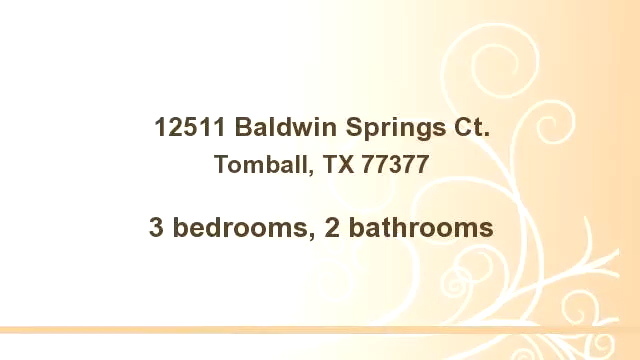 12511 Baldwin Springs Ct.
Tomball, TX 77377
3 bedrooms, 2 bathrooms